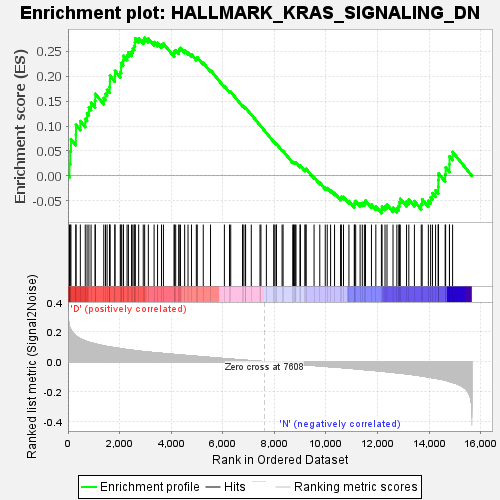 Enrichment plot: HALLMARK_KRAS_SIGNALING_DN
Enrichment score (ES)
0.25
0.20
0.15
0.10
0.05
0.00
-0.05
'D' (positively correlated)
Ranked list metric (Signal2Noise)
0.4
0.2
0.0
-0.2
-0.4
Zero cross at 7608
'N' (negatively correlated)
0
2,000
4,000
6,000
8,000
10,000
12,000
14,000
16,000
Rank in Ordered Dataset
Enrichment profile
Hits
Ranking metric scores